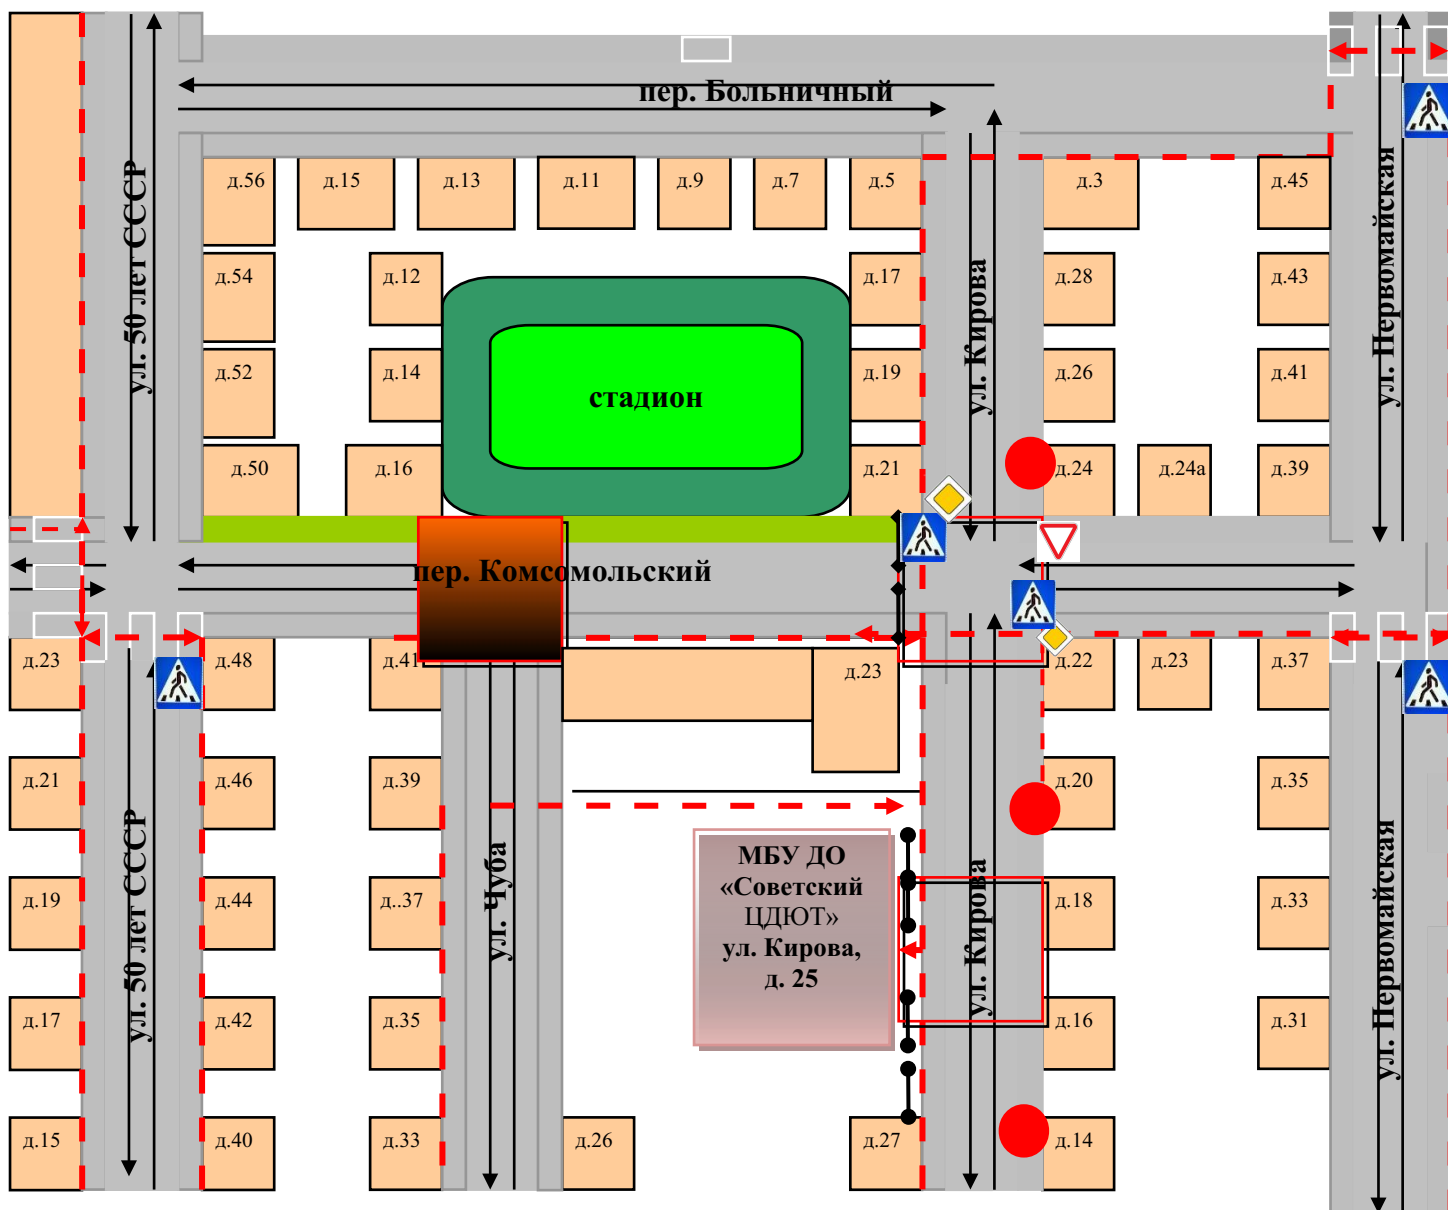 пер. Больничный
д.56
д.15
д.13
д.11
д.9
д.7
д.5
д.3
д.45
ул. 50 лет СССР
д.54
д.12
д.17
ул. Кирова
д.28
д.43
ул. Первомайская
д.52
д.14
стадион
д.19
д.26
д.41
д.50
д.16
д.21
д.24
д.24а
д.39
пер. Комсомольский
д.23
д.48
д.41
д.23
д.22
д.23
д.37
д.21
д.46
д.39
д.20
д.35
ул. 50 лет СССР
ул. Чуба
МБУ ДО
«Советский
ЦДЮТ»
ул. Кирова,
д. 25
ул. Кирова
ул. Первомайская
д.19
д.44
д..37
д.18
д.33
д.17
д.42
д.35
д.16
д.31
д.15
д.40
д.33
д.26
д.27
д.14